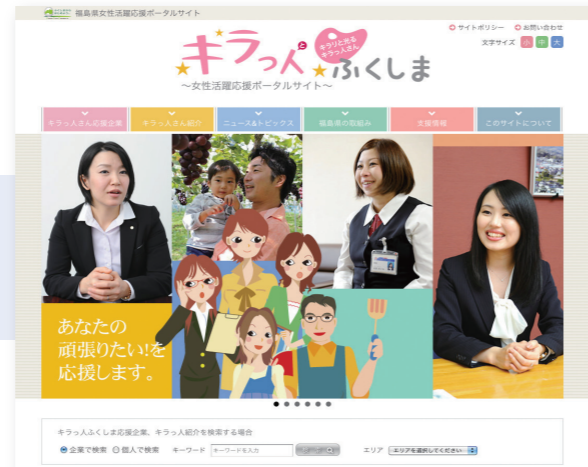 福島県女性活躍応援ポータルサイト
サイトポリシー お問い合わせ
文字サイズ 小 中 大
キラっ人とふくしま
キラリと光る
キラっ人さん
〜女性活躍応援ポータルサイト〜
キラっ人さん応援企業 キラっ人さん紹介 ニュース&トピックス 福島県の取組み 支援情報 このサイトについて
あなたの
頑張りたい!を
応援します。
キラっ人ふくしま応援企業、キラっ人紹介を検索する場合
企業で検索 個人で検索 キーワード キーワードを入力 エリア -エリアを選択してください-